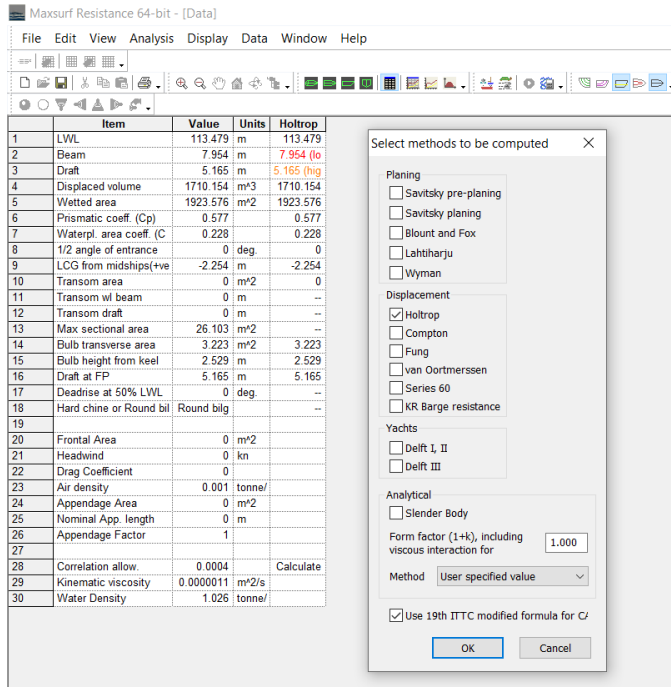 Maxsurf Resistance 64-bit - [Data]
File Edit View Analysis Display Data Window Help
Item Value Units Holtrop
1 LWL 113.479 m 113.479
2 Beam 7.954 m 7.954 (lo
3 Draft 5.165 m 5.165 (hig
4 Displaced volume 1710.154 m^3 1710.154
5 Wetted area 1923.576 m^2 1923.576
6 Prismatic coeff. (Cp) 0.577 0.577
7 Waterpl. area coeff. (C 0.228 0.228
8 1/2 angle of entrance 0 deg. 0
9 LCG from midships(+ve -2.254 m -2.254
10 Transom area 0 m^2 0
11 Transom wl beam 0 m --
12 Transom draft 0 m --
13 Max sectional area 26.103 m^2 --
14 Bulb transverse area 3.223 m^2 3.223
15 Bulb height from keel 2.529 m 2.529
16 Draft at FP 5.165 m 5.165
17 Deadrise at 50% LWL 0 deg. --
18 Hard chine or Round bil Round bilg --
19
20 Frontal Area 0 m^2
21 Headwind 0 kn
22 Drag Coefficient 0
23 Air density 0.001 tonne/
24 Appendage Area 0 m^2
25 Nominal App. length 0 m
26 Appendage Factor 1
27
28 Correlation allow. 0.0004 Calculate
29 Kinematic viscosity 0.0000011 m^2/s
30 Water Density 1.026 tonne/
Select methods to be computed
Planing
Savitsky pre-planing
Savitsky planing
Blount and Fox
Lahtiharju
Wyman
Displacement
Holtrop
Compton
Fung
van Oortmerssen
Series 60
KR Barge resistance
Yachts
Delft I, II
Delft III
Analytical
Slender Body
Form factor (1+k), including
viscous interaction for
1.000
Method User specified value
Use 19th ITTC modified formula for CA
OK Cancel